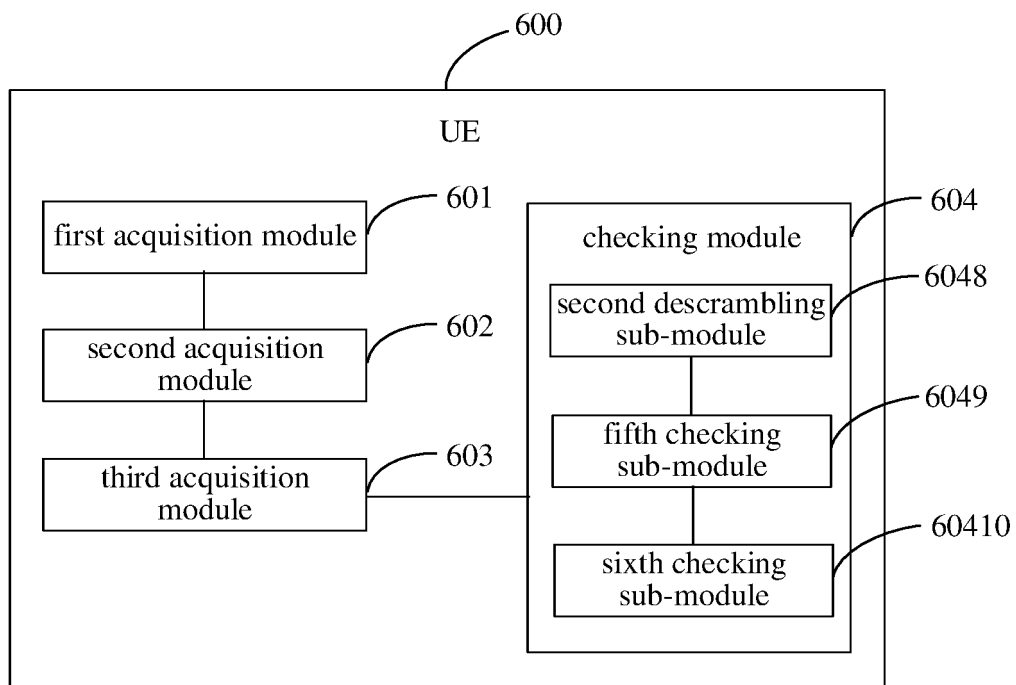 600
UE
601
first acquisition module
602
second acquisition
module
603
third acquisition
module
604
checking module
6048
second descrambling
sub-module
6049
fifth checking
sub-module
60410
sixth checking
sub-module